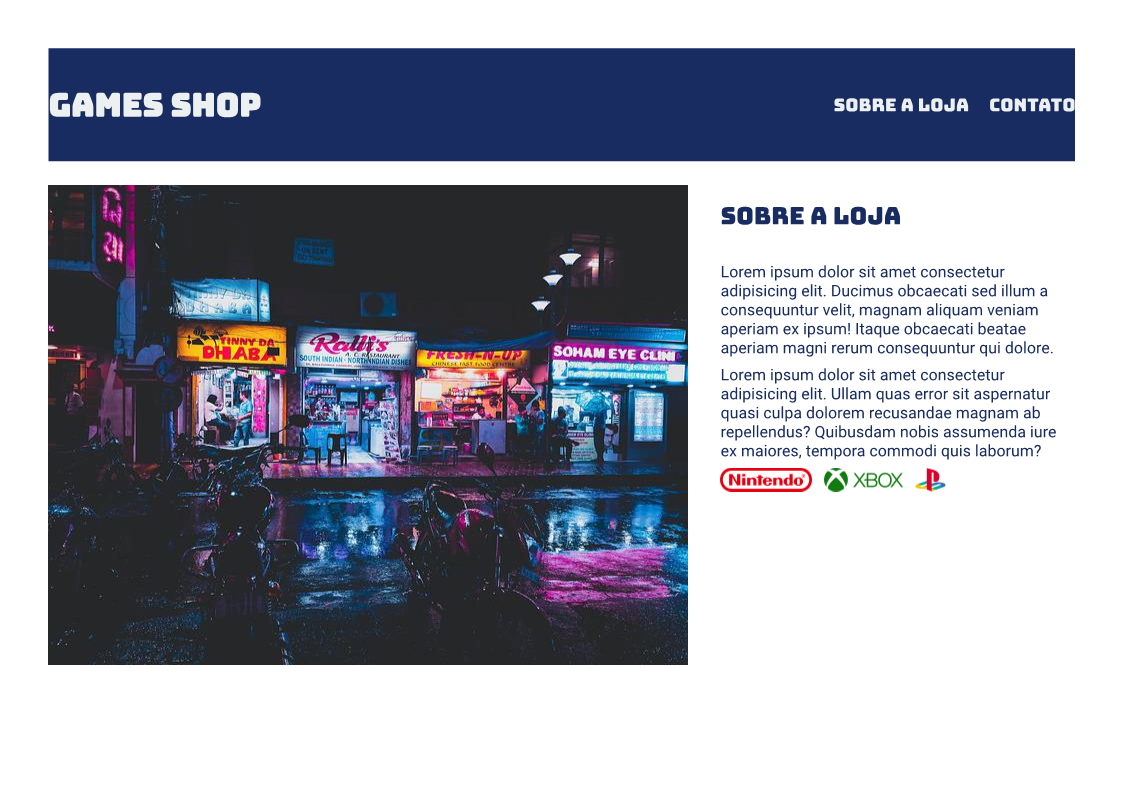 GAMES SHOP
SOBRE A LOJA CONTATO
TINNY DA
DHABA
Ralli's
A. C. RESTAURANT
SOUTH INDIAN - NORTH INDIAN DISHES
FRESH-N-UP
CHINESE FAST FOOD CENTRE
SOHAM EYE CLINI
SOBRE A LOJA
Lorem ipsum dolor sit amet consectetur
adipisicing elit. Ducimus obcaecati sed illum a
consequuntur velit, magnam aliquam veniam
aperiam ex ipsum! Itaque obcaecati beatae
aperiam magni rerum consequuntur qui dolore.
Lorem ipsum dolor sit amet consectetur
adipisicing elit. Ullam quas error sit aspernatur
quasi culpa dolorem recusandae magnam ab
repellendus? Quibusdam nobis assumenda iure
ex maiores, tempora commodi quis laborum?
Nintendo XBOX